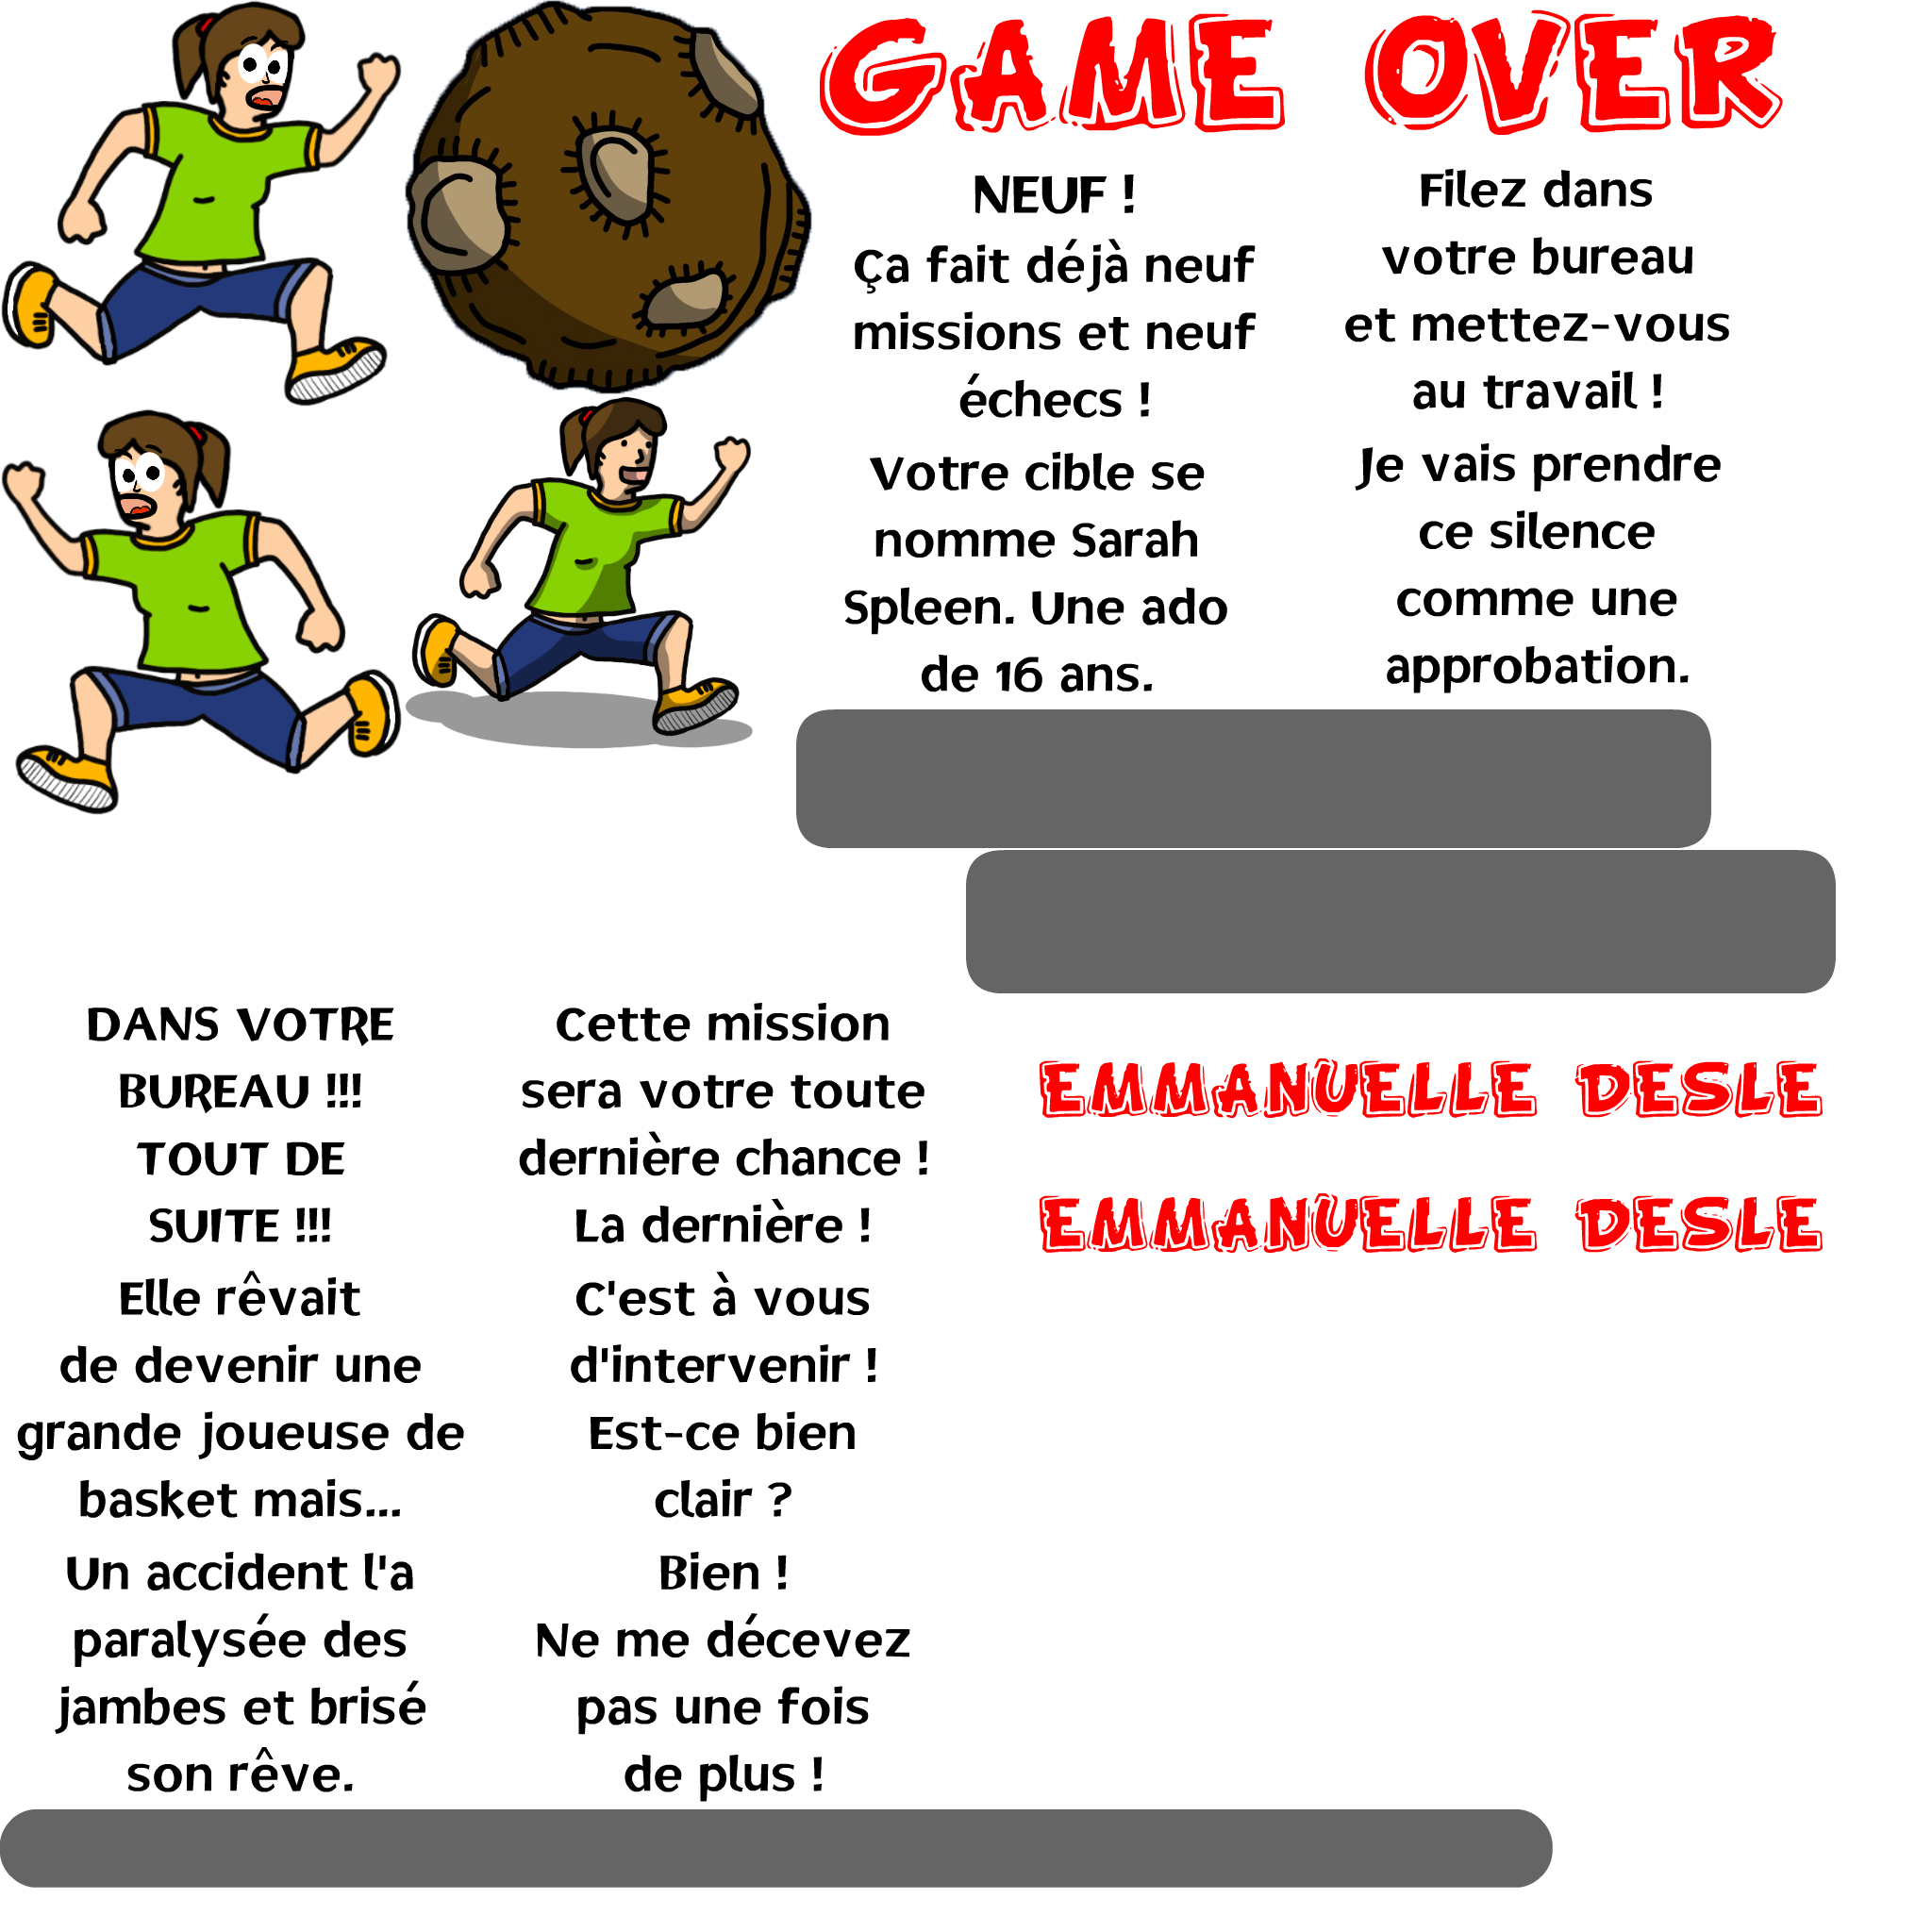 GAME OVER
NEUF !
Ça fait déjà neuf
missions et neuf
échecs !
Filez dans
votre bureau
et mettez-vous
au travail !
Votre cible se
nomme Sarah
Spleen. Une ado
de 16 ans.
Je vais prendre
ce silence
comme une
approbation.
DANS VOTRE
BUREAU !!!
TOUT DE
SUITE !!!
Cette mission
sera votre toute
dernière chance !
La dernière !
EMMANUELLE DESLE
EMMANUELLE DESLE
Elle rêvait
de devenir une
grande joueuse de
basket mais...
C'est à vous
d'intervenir !
Est-ce bien
clair ?
Un accident l'a
paralysée des
jambes et brisé
son rêve.
Bien !
Ne me décevez
pas une fois
de plus !